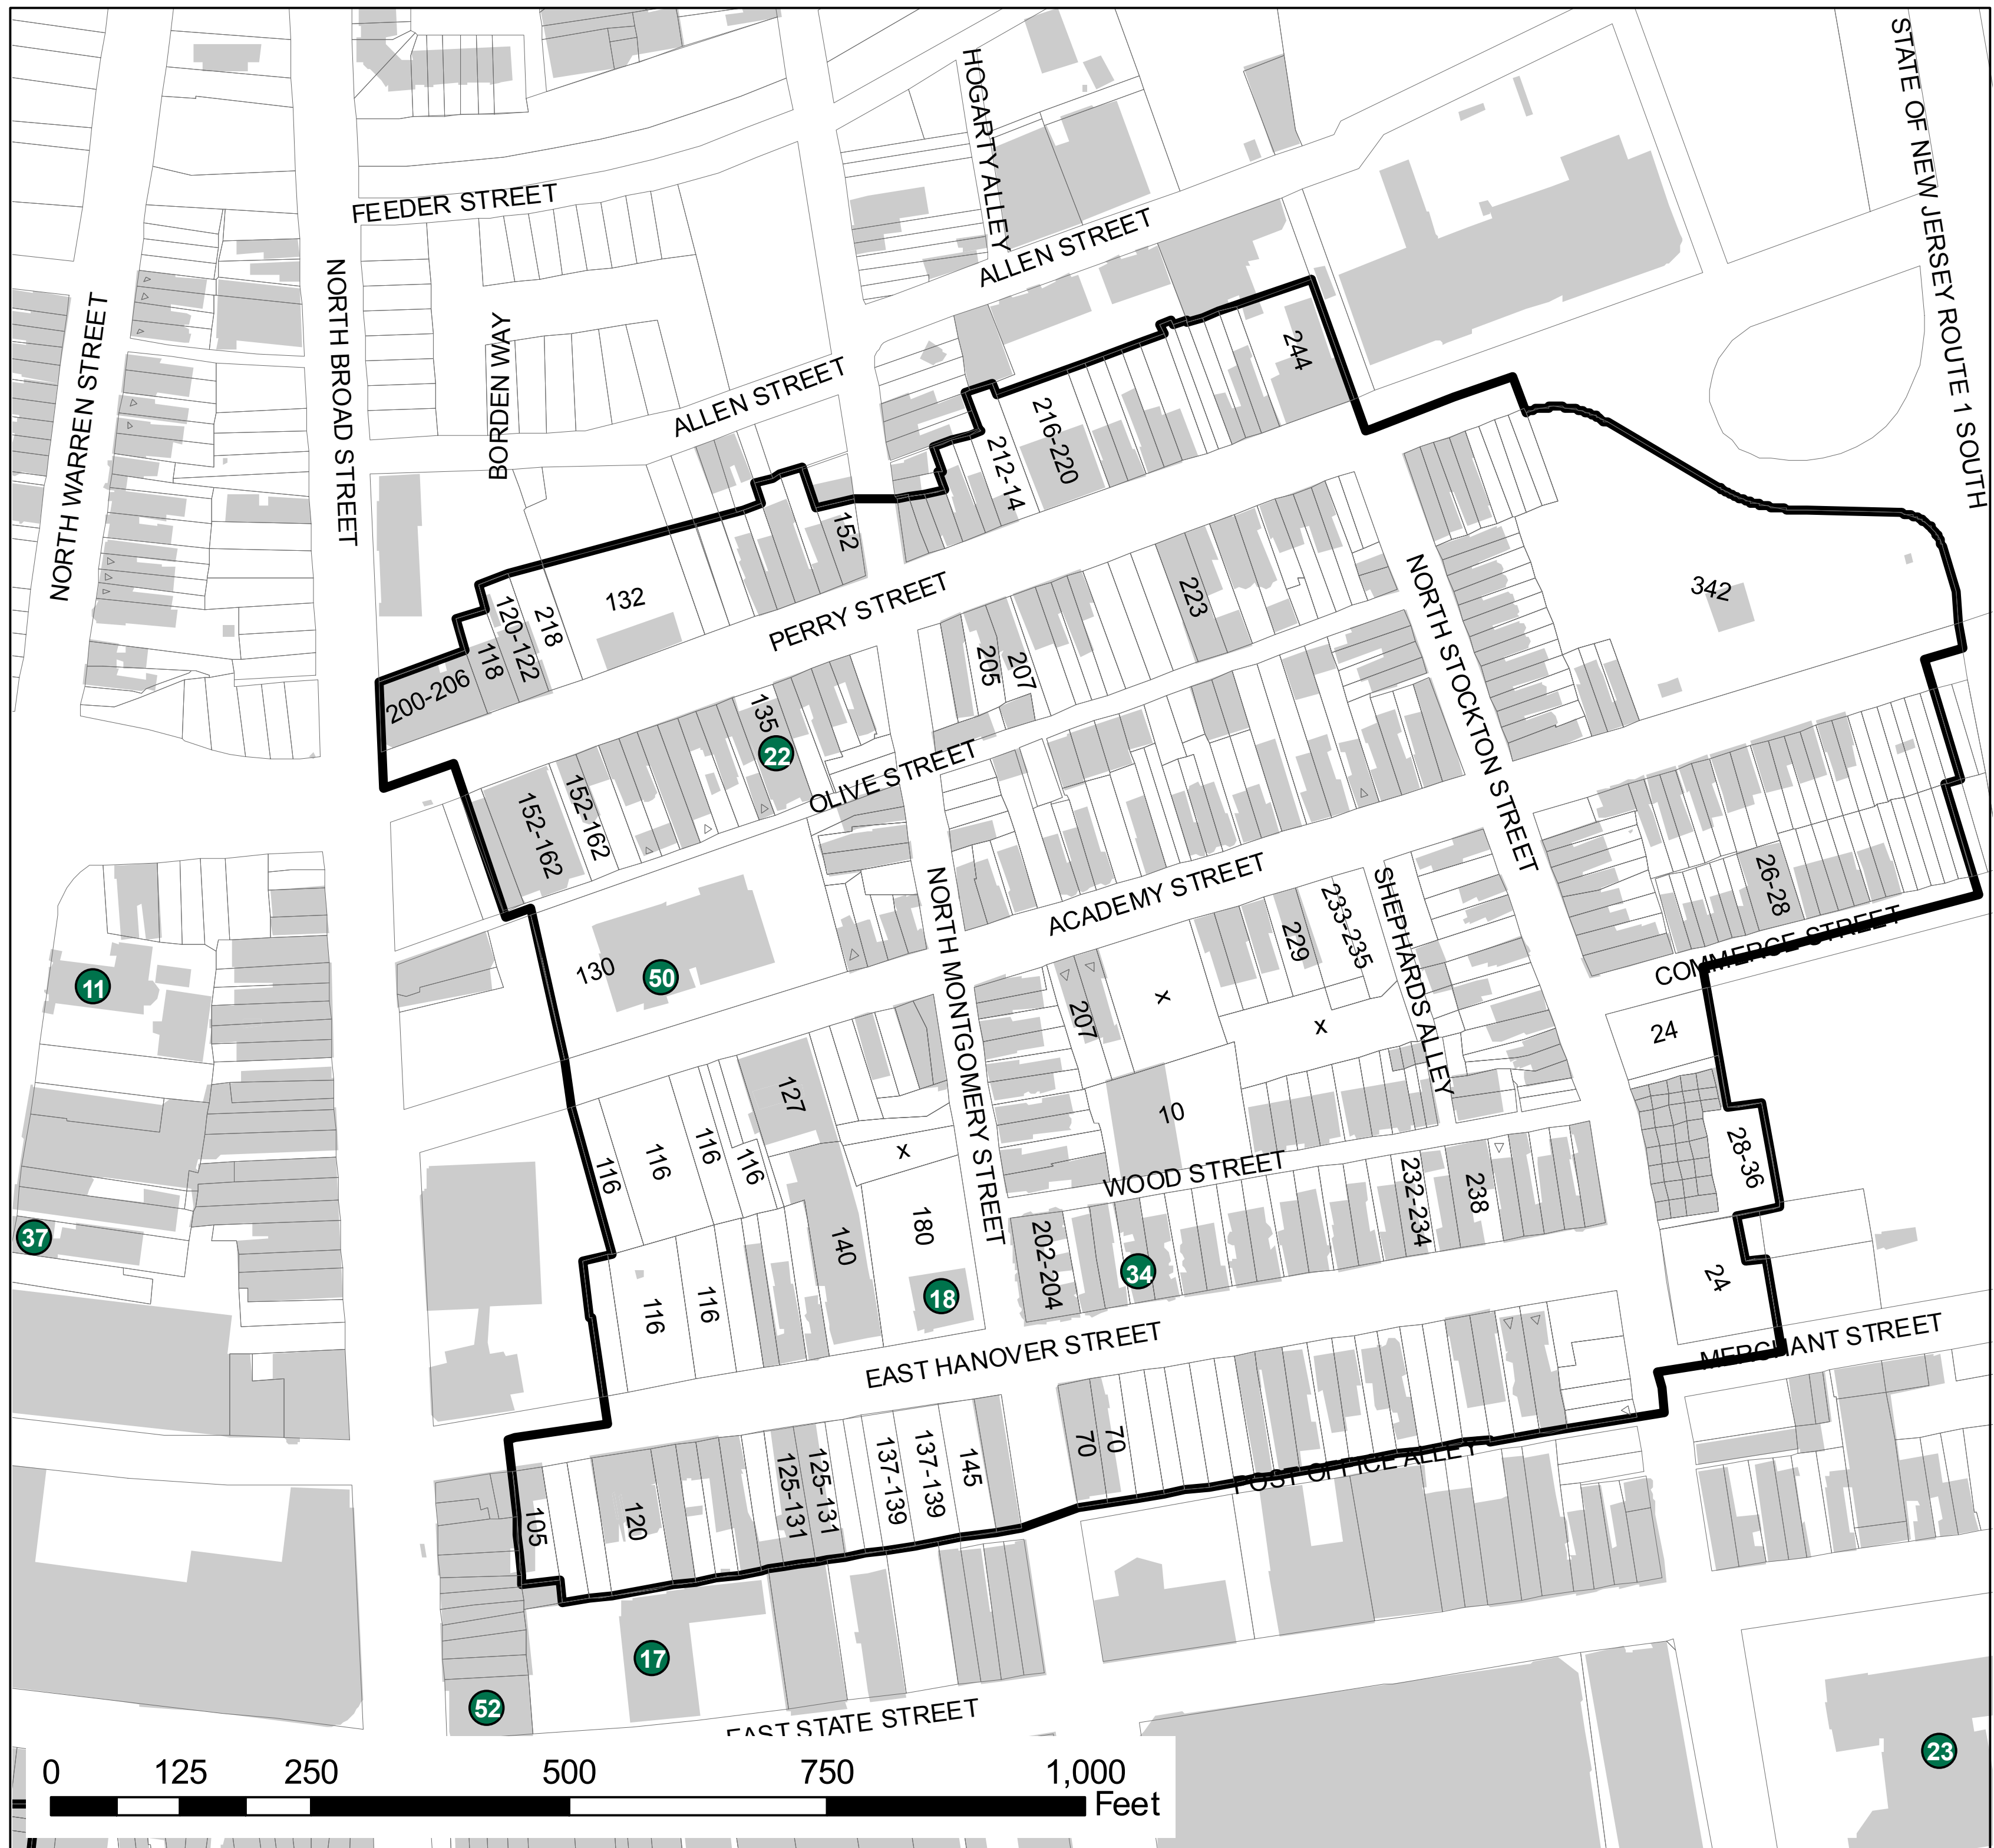 STATE OF NEW JERSEY ROUTE 1 SOUTH
HOGARTY ALLEY
FEEDER STREET
ALLEN STREET
NORTH WARREN STREET
NORTH BROAD STREET
BORDEN WAY
ALLEN STREET
244
216-220
212-14
152
132
218
120-122
118
200-206
PERRY STREET
223
205
207
NORTH STOCKTON STREET
342
135
22
OLIVE STREET
152-162
152-162
26-28
COMMERCE STREET
ACADEMY STREET
NORTH MONTGOMERY STREET
SHEPHARDS ALLEY
233-235
229
207
x
x
130
50
11
24
127
10
116
116
116
116
x
28-36
WOOD STREET
232-234
238
180
140
202-204
34
18
37
24
116
116
EAST HANOVER STREET
MERCHANT STREET
70
70
POST OFFICE ALLEY
145
137-139
137-139
125-131
125-131
120
105
17
52
EAST STATE STREET
23
0 125 250 500 750 1,000
Feet